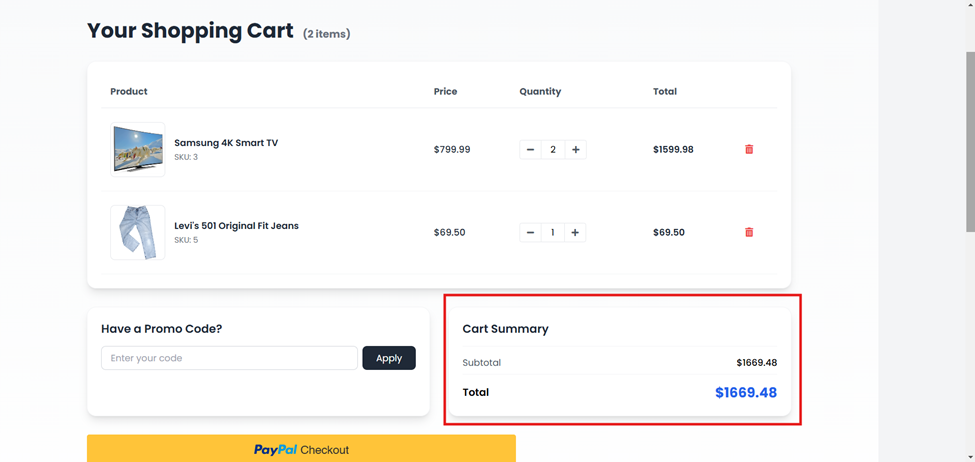 Your Shopping Cart (2 items)
Product Price Quantity Total
Samsung 4K Smart TV
SKU: 3
$799.99 − 2 + $1599.98
Levi's 501 Original Fit Jeans
SKU: 5
$69.50 − 1 + $69.50
Have a Promo Code?
Enter your code Apply
Cart Summary
Subtotal $1669.48
Total $1669.48
PayPal Checkout